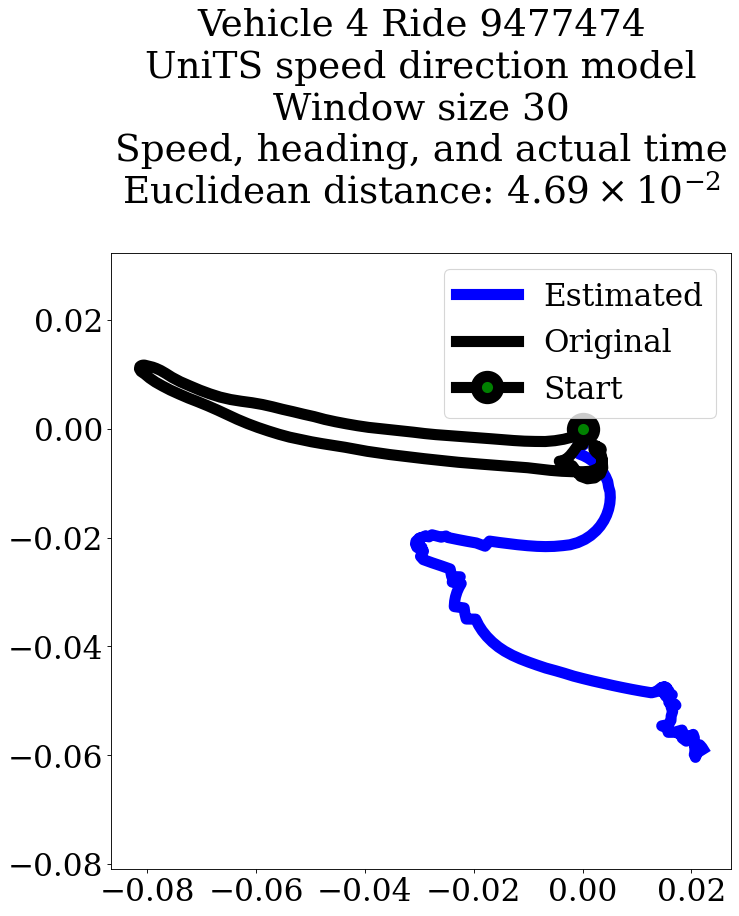 Vehicle 4 Ride 9477474
UniTS speed direction model
Window size 30
Speed, heading, and actual time
Euclidean distance: 4.69 × 10⁻²
Estimated
Original
Start
0.02
0.00
−0.02
−0.04
−0.06
−0.08
−0.08 −0.06 −0.04 −0.02 0.00 0.02